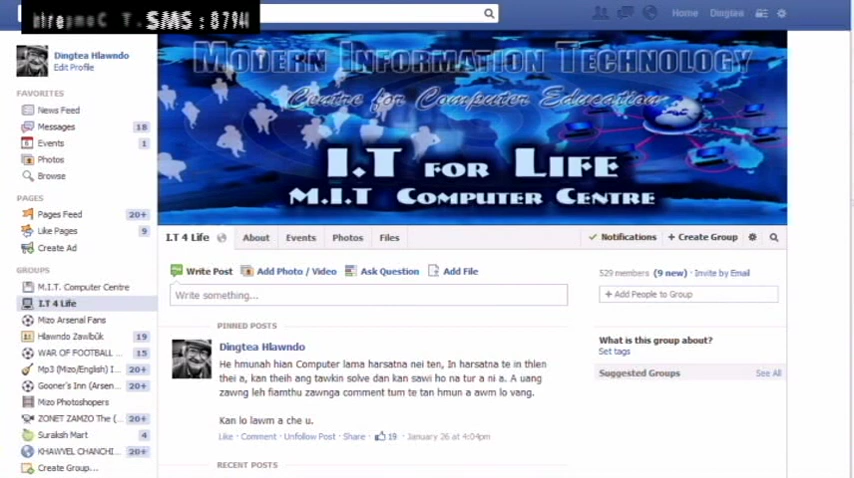 SMS : 8794
Home Dingtea
Dingtea Hlawndo
Edit Profile
FAVORITES
News Feed
Messages 18
Events 1
Photos
Browse
PAGES
Pages Feed 20+
Like Pages 9
Create Ad
GROUPS
M.I.T. Computer Centre
I.T 4 Life
Mizo Arsenal Fans
Hlawndo Zawlbûk 19
WAR OF FOOTBALL ... 15
Mp3 (Mizo/English) I... 20+
Gooner's Inn (Arsen... 20+
Mizo Photoshopers
ZONET ZAMZO The (... 20+
Suraksh Mart 4
KHAWVEL CHANCHI... 20+
Create Group...
MODERN INFORMATION TECHNOLOGY
Centre for Computer Education
I.T FOR LIFE
M.I.T COMPUTER CENTRE
I.T 4 Life About Events Photos Files
Notifications + Create Group
Write Post Add Photo / Video Ask Question Add File
Write something...
PINNED POSTS
Dingtea Hlawndo
He hmunah hian Computer lama harsatna nei ten, In harsatna te in thlen
thei a, kan theih ang tawkin solve dan kan sawi ho na tur a ni a. A uang
zawng leh fiamthu zawnga comment tum te tan hmun a awm lo vang.
Kan lo lawm a che u.
Like · Comment · Unfollow Post · Share · 19 · January 26 at 4:04pm
RECENT POSTS
529 members (9 new) · Invite by Email
+ Add People to Group
What is this group about?
Set tags
Suggested Groups See All